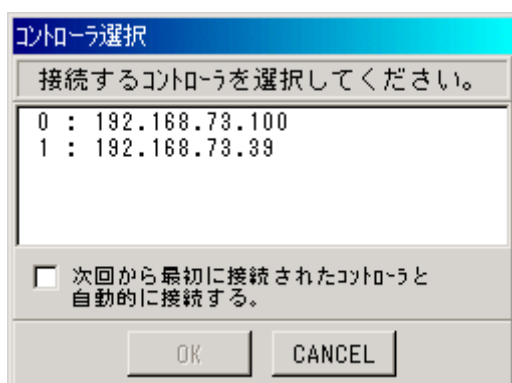 コントローラ選択
接続するコントローラを選択してください。
0 : 192.168.73.100
1 : 192.168.73.39
次回から最初に接続されたコントローラと
自動的に接続する。
OK CANCEL